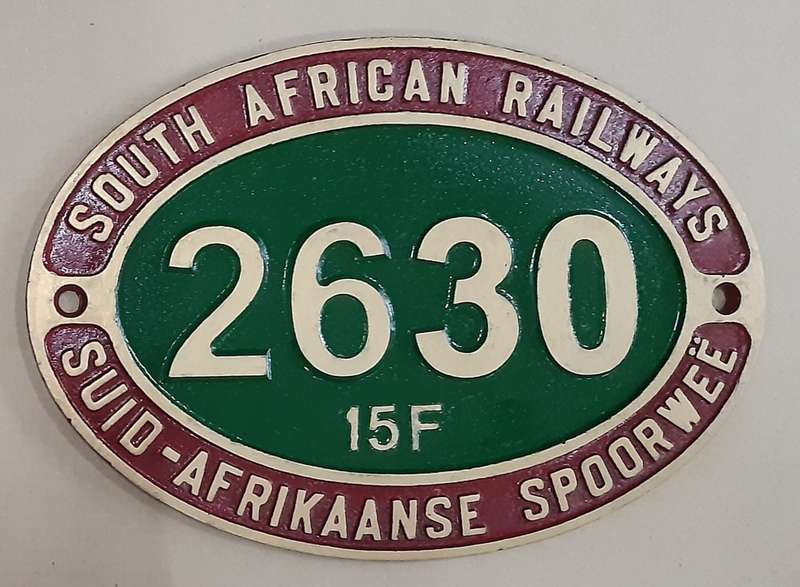 SOUTH AFRICAN RAILWAYS
2630
15F
SUID-AFRIKAANSE SPOORWEË